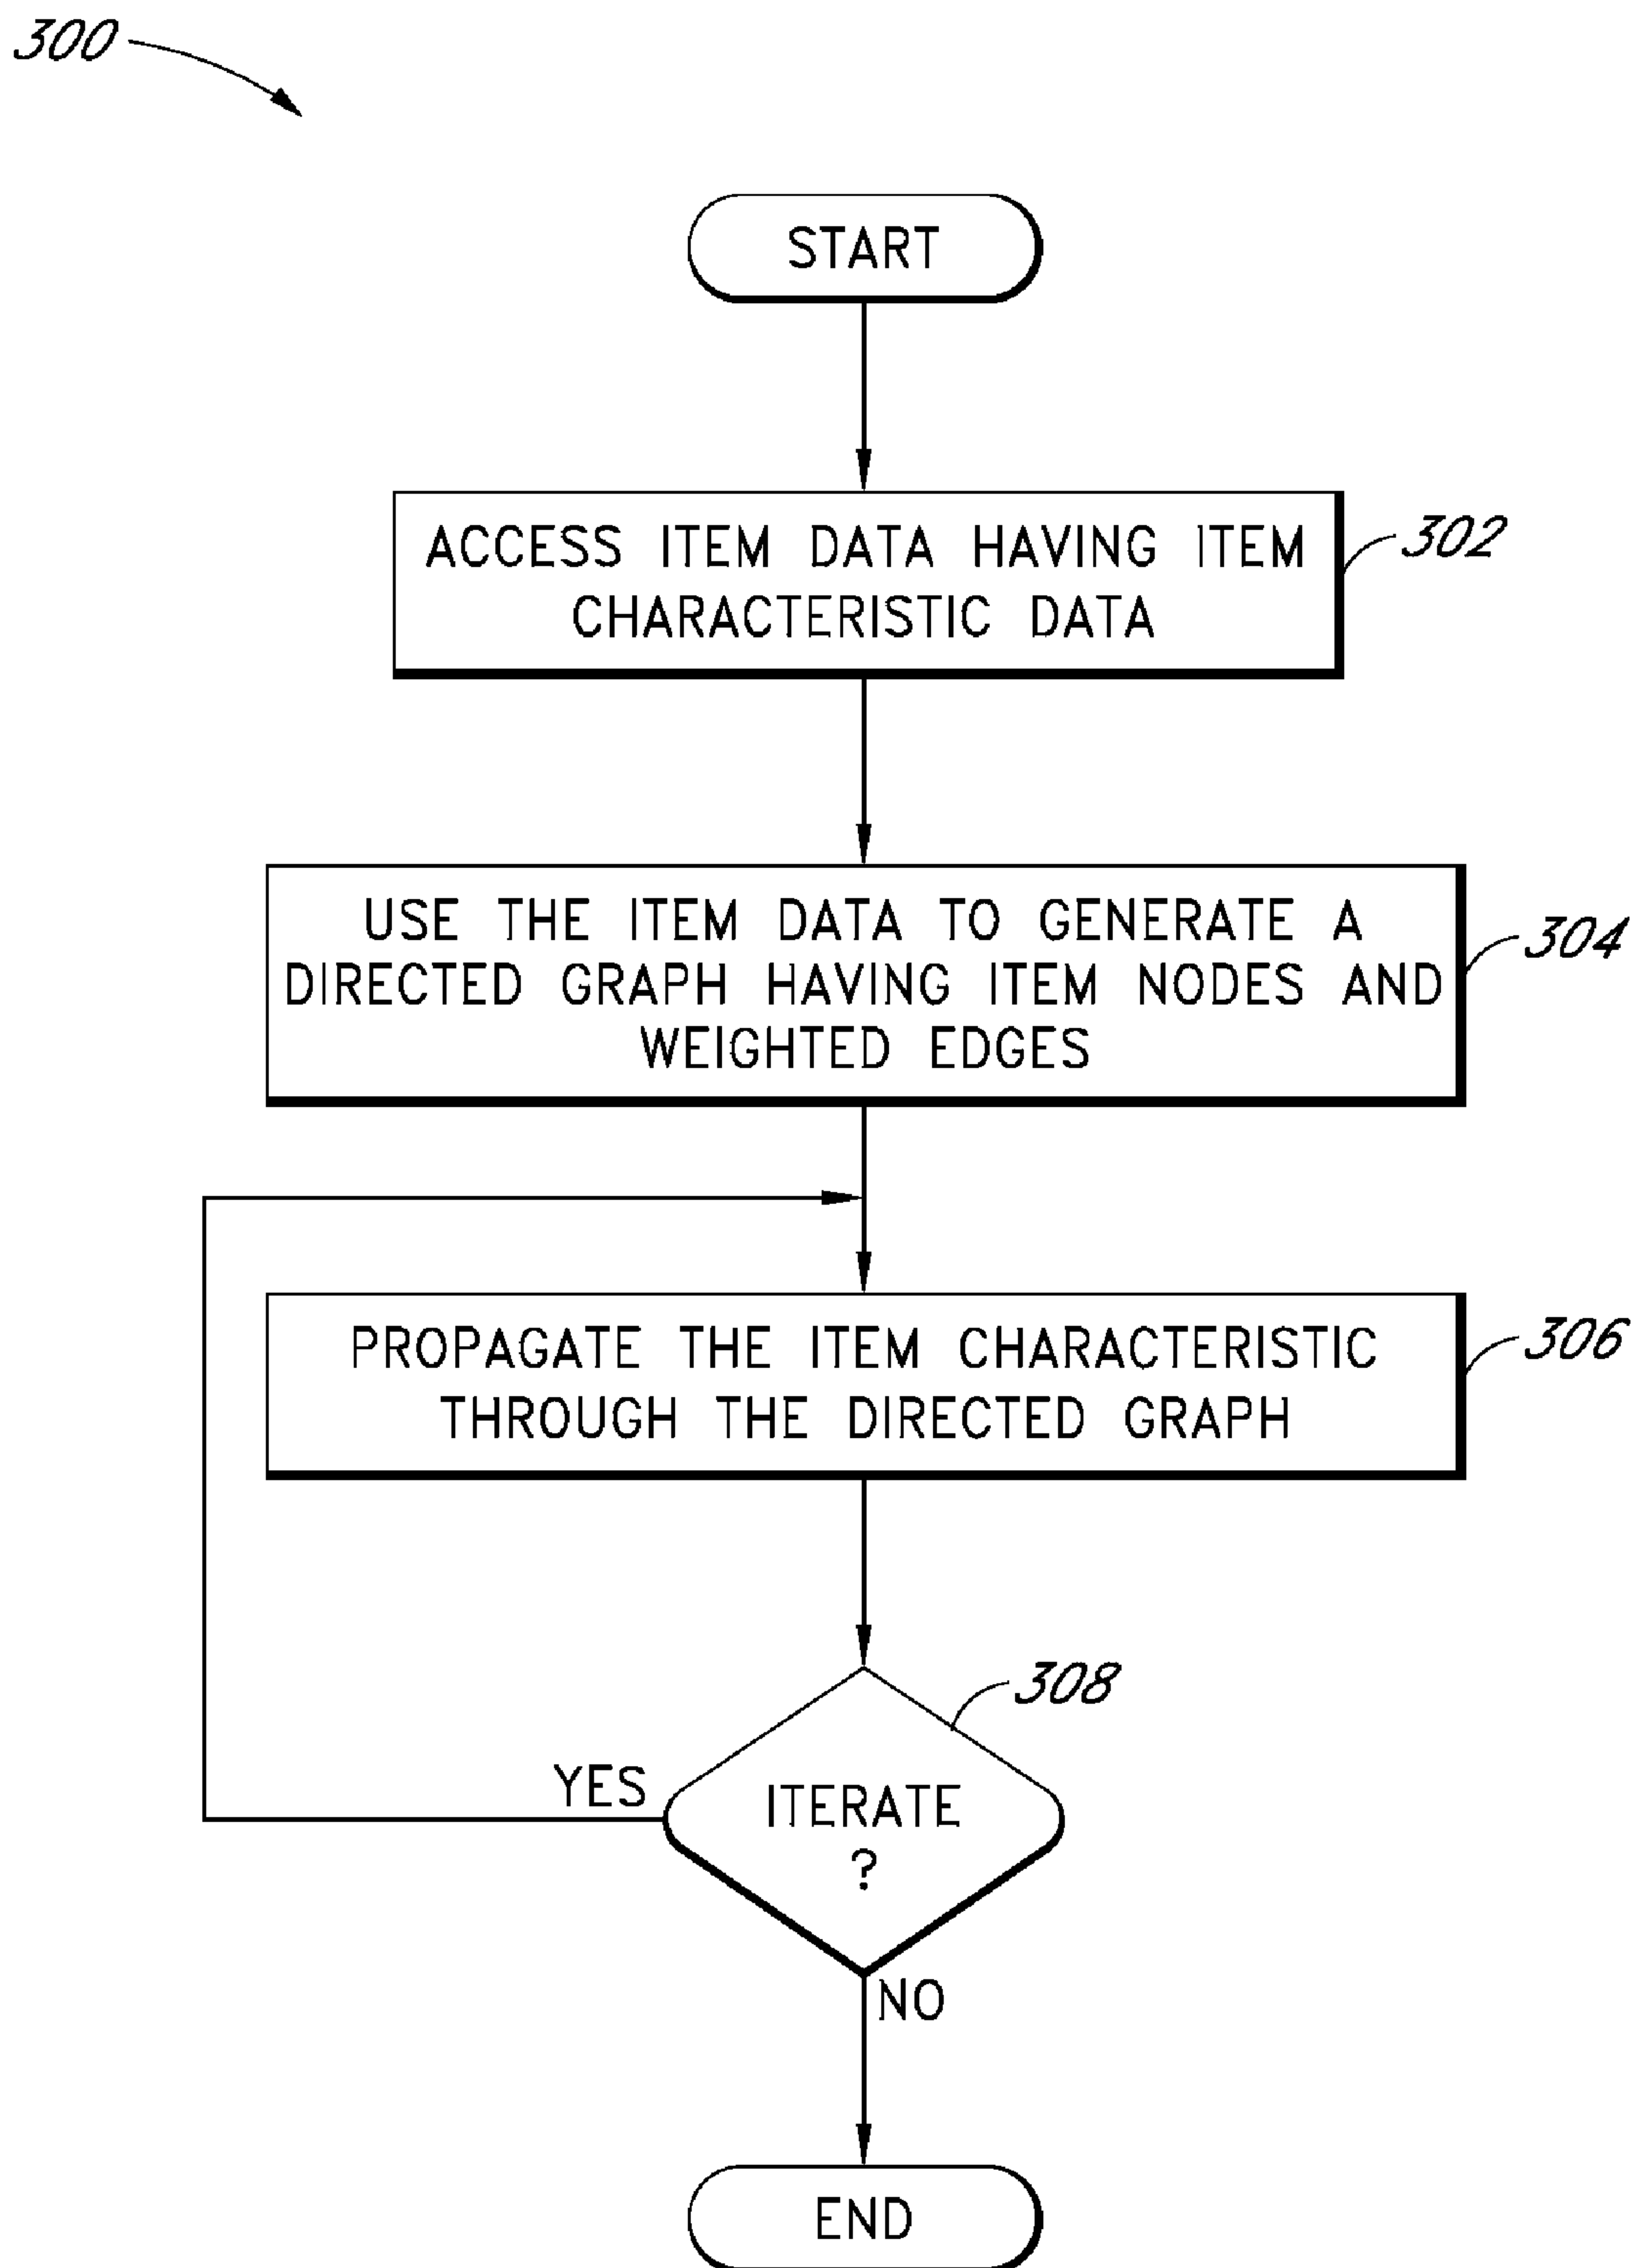 300
START
ACCESS ITEM DATA HAVING ITEM
CHARACTERISTIC DATA
302
USE THE ITEM DATA TO GENERATE A
DIRECTED GRAPH HAVING ITEM NODES AND
WEIGHTED EDGES
304
PROPAGATE THE ITEM CHARACTERISTIC
THROUGH THE DIRECTED GRAPH
306
308
YES
ITERATE
?
NO
END